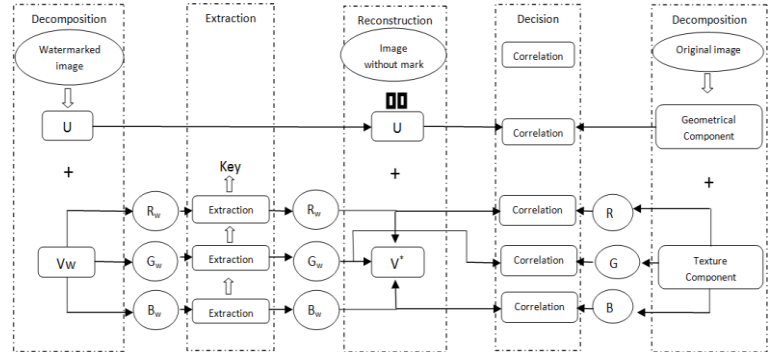 Decomposition
Extraction
Reconstruction
Decision
Decomposition
Watermarked
image
Image
without mark
Correlation
Original image
U
U
Correlation
Geometrical
Component
+
Key
+
+
Rw
Extraction
Rw
Correlation
R
Vw
Gw
Extraction
Gw
V*
Correlation
G
Texture
Component
Bw
Extraction
Bw
Correlation
B